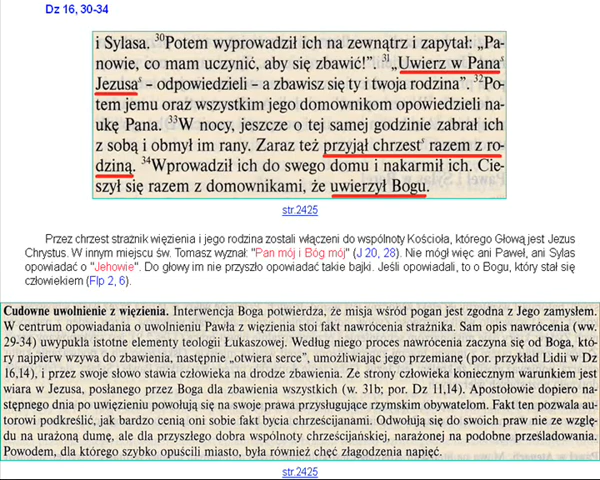 Dz 16, 30-34
i Sylasa. 30Potem wyprowadził ich na zewnątrz i zapytał: „Pa-
nowie, co mam uczynić, aby się zbawić!”. 31„Uwierz w Panas
Jezusas – odpowiedzieli – a zbawisz się ty i twoja rodzina”. 32Po-
tem jemu oraz wszystkim jego domownikom opowiedzieli na-
ukę Pana. 33W nocy, jeszcze o tej samej godzinie zabrał ich
z sobą i obmył im rany. Zaraz też przyjął chrzests razem z ro-
dziną. 34Wprowadził ich do swego domu i nakarmił ich. Cie-
szył się razem z domownikami, że uwierzył Bogu.
str.2425
Przez chrzest strażnik więzienia i jego rodzina zostali włączeni do wspólnoty Kościoła, którego Głową jest Jezus
Chrystus. W innym miejscu św. Tomasz wyznał: "Pan mój i Bóg mój" (J 20, 28). Nie mógł więc ani Paweł, ani Sylas
opowiadać o "Jehowie". Do głowy im nie przyszło opowiadać takie bajki. Jeśli opowiadali, to o Bogu, który stał się
człowiekiem (Flp 2, 6).
Cudowne uwolnienie z więzienia. Interwencja Boga potwierdza, że misja wśród pogan jest zgodna z Jego zamysłem.
W centrum opowiadania o uwolnieniu Pawła z więzienia stoi fakt nawrócenia strażnika. Sam opis nawrócenia (ww.
29-34) uwypukla istotne elementy teologii Łukaszowej. Według niego proces nawrócenia zaczyna się od Boga, któ-
ry najpierw wzywa do zbawienia, następnie „otwiera serce”, umożliwiając jego przemianę (por. przykład Lidii w Dz
16,14), i przez swoje słowo stawia człowieka na drodze zbawienia. Ze strony człowieka koniecznym warunkiem jest
wiara w Jezusa, posłanego przez Boga dla zbawienia wszystkich (w. 31b; por. Dz 11,14). Apostołowie dopiero na-
stępnego dnia po uwięzieniu powołują się na swoje prawa przysługujące rzymskim obywatelom. Fakt ten pozwala au-
torowi podkreślić, jak bardzo cenią oni sobie fakt bycia chrześcijanami. Odwołują się do swoich praw nie ze wzglę-
du na urażoną dumę, ale dla przyszłego dobra wspólnoty chrześcijańskiej, narażonej na podobne prześladowania.
Powodem, dla którego szybko opuścili miasto, była również chęć złagodzenia napięć.
str.2425